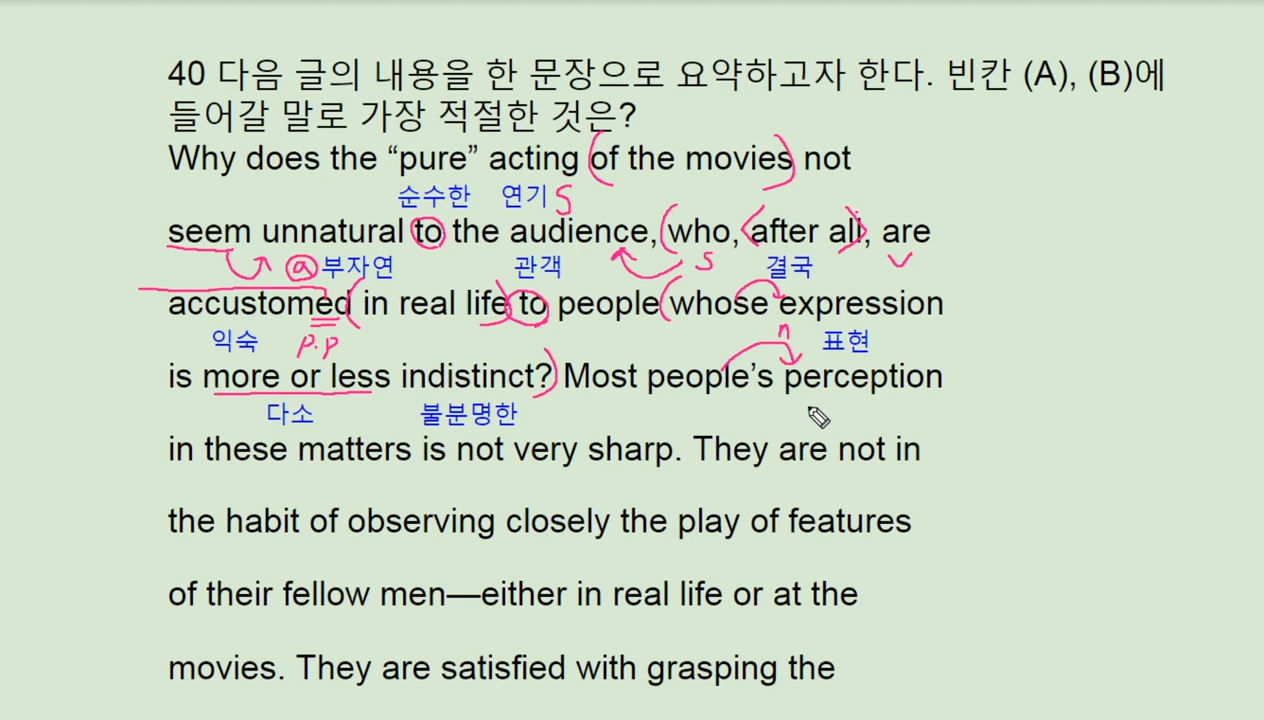 40 다음 글의 내용을 한 문장으로 요약하고자 한다. 빈칸 (A), (B)에
들어갈 말로 가장 적절한 것은?
Why does the “pure” acting of the movies not
순수한 연기 S
seem unnatural to the audience, who, after all, are
ⓐ 부자연 관객 S 결국
accustomed in real life to people whose expression
익숙 p.p n 표현
is more or less indistinct? Most people’s perception
다소 불분명한
in these matters is not very sharp. They are not in
the habit of observing closely the play of features
of their fellow men—either in real life or at the
movies. They are satisfied with grasping the